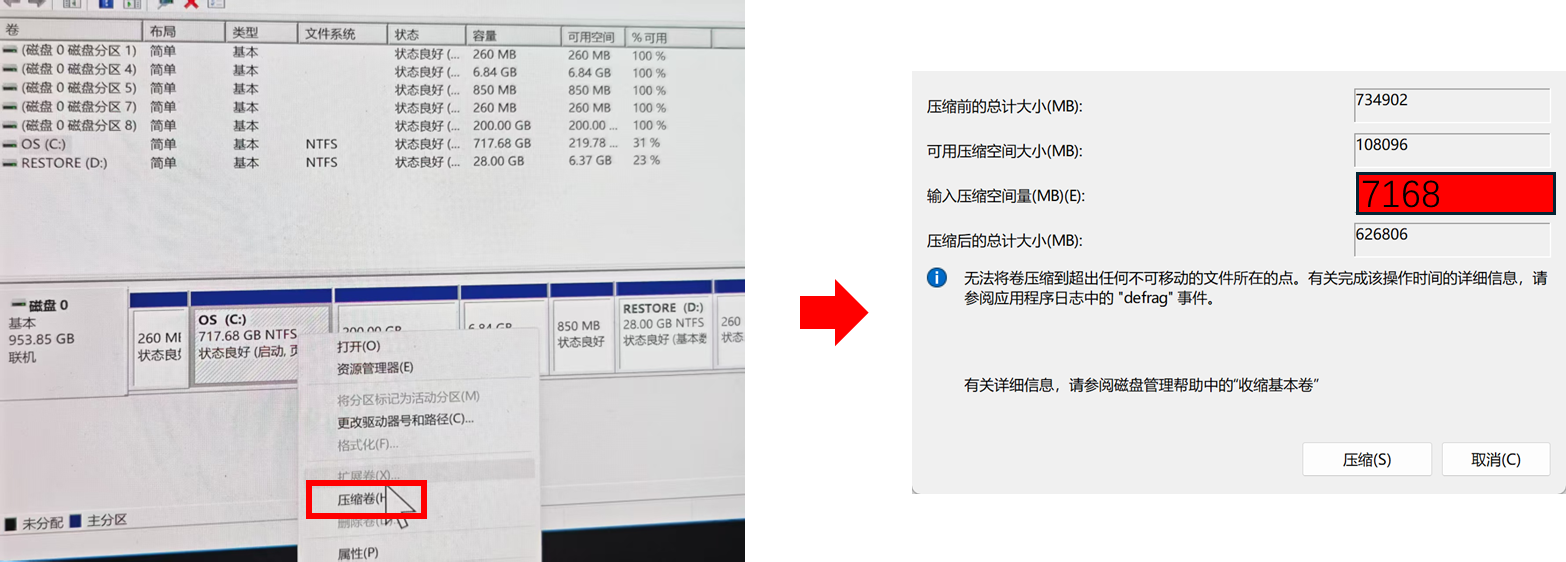 卷 布局 类型 文件系统 状态 容量 可用空间 % 可用
(磁盘 0 磁盘分区 1) 简单 基本 状态良好 (... 260 MB 260 MB 100 %
(磁盘 0 磁盘分区 4) 简单 基本 状态良好 (... 6.84 GB 6.84 GB 100 %
(磁盘 0 磁盘分区 5) 简单 基本 状态良好 (... 850 MB 850 MB 100 %
(磁盘 0 磁盘分区 7) 简单 基本 状态良好 (... 260 MB 260 MB 100 %
(磁盘 0 磁盘分区 8) 简单 基本 状态良好 (... 200.00 GB 200.00 ... 100 %
OS (C:) 简单 基本 NTFS 状态良好 (... 717.68 GB 219.78 ... 31 %
RESTORE (D:) 简单 基本 NTFS 状态良好 (... 28.00 GB 6.37 GB 23 %
磁盘 0
基本
953.85 GB
联机
260 MB
状态良好
OS (C:)
717.68 GB NTFS
状态良好 (启动, 页
200.00 GB
6.84 GB
850 MB
状态良好
RESTORE (D:)
28.00 GB NTFS
状态良好 (基本数
260
状态
打开(O)
资源管理器(E)
将分区标记为活动分区(M)
更改驱动器号和路径(C)...
格式化(F)...
扩展卷(X)...
压缩卷(H
删除卷(D)...
属性(P)
未分配 主分区
压缩前的总计大小(MB): 734902
可用压缩空间大小(MB): 108096
输入压缩空间量(MB)(E): 7168
压缩后的总计大小(MB): 626806
无法将卷压缩到超出任何不可移动的文件所在的点。有关完成该操作时间的详细信息，请
参阅应用程序日志中的 "defrag" 事件。
有关详细信息，请参阅磁盘管理帮助中的“收缩基本卷”
压缩(S) 取消(C)